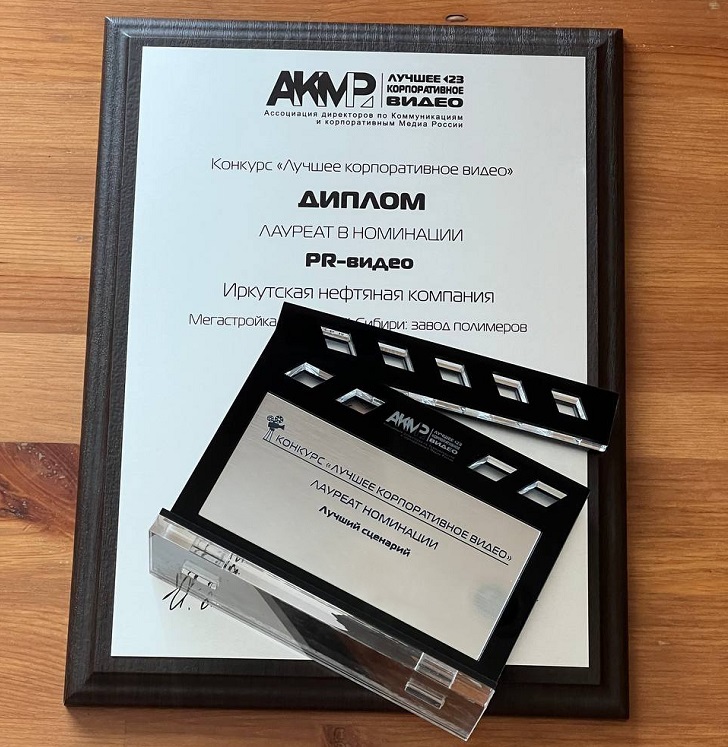 АКМР
ЛУЧШЕЕ '23
КОРПОРАТИВНОЕ
ВИДЕО
Ассоциация директоров по Коммуникациям
и корпоративным Медиа России
Конкурс «Лучшее корпоративное видео»
ДИПЛОМ
ЛАУРЕАТ В НОМИНАЦИИ
PR-видео
Иркутская нефтяная компания
Мегастройка Сибири: завод полимеров
АКМР
ЛУЧШЕЕ '23
КОРПОРАТИВНОЕ
ВИДЕО
КОНКУРС «ЛУЧШЕЕ КОРПОРАТИВНОЕ ВИДЕО»
ЛАУРЕАТ НОМИНАЦИИ
Лучший сценарий